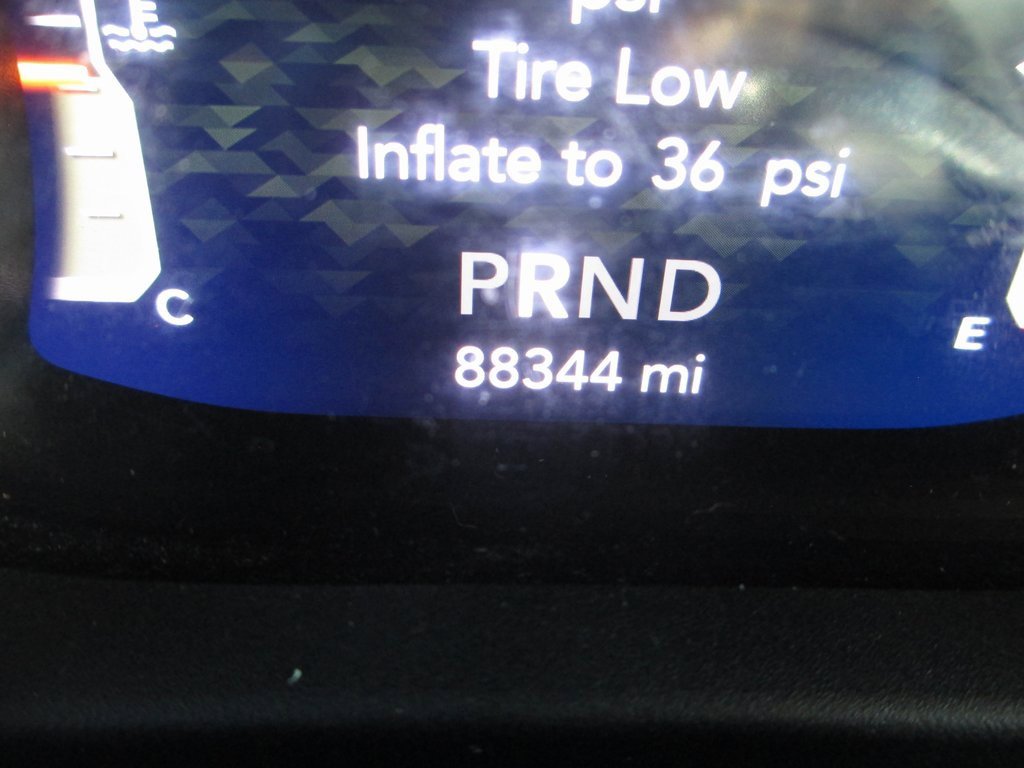 psi
Tire Low
Inflate to 36 psi
PRND
88344 mi
C
E